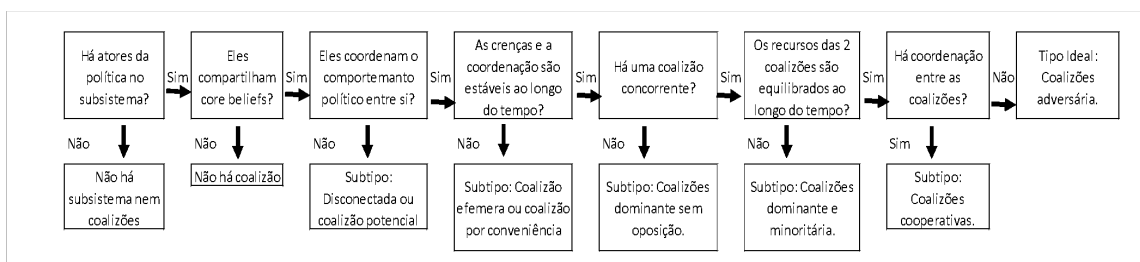 Há atores da
política no
subsistema?
Sim
Eles
compartilham
core beliefs?
Sim
Eles coordenam o
comportemanto
político entre si?
Sim
As crenças e a
coordenação são
estáveis ao longo
do tempo?
Sim
Há uma coalizão
concorrente?
Sim
Os recursos das 2
coalizões são
equilibrados ao
longo do tempo?
Sim
Há coordenação
entre as
coalizões?
Não
Tipo Ideal:
Coalizões
adversária.
Não
Não há
subsistema nem
coalizões
Não
Não há coalizão
Não
Subtipo:
Disconectada ou
coalizão potencial
Não
Subtipo: Coalizão
efemera ou coalizão
por conveniência
Não
Subtipo: Coalizões
dominante sem
oposição.
Não
Subtipo: Coalizões
dominante e
minoritária.
Sim
Subtipo:
Coalizões
cooperativas.